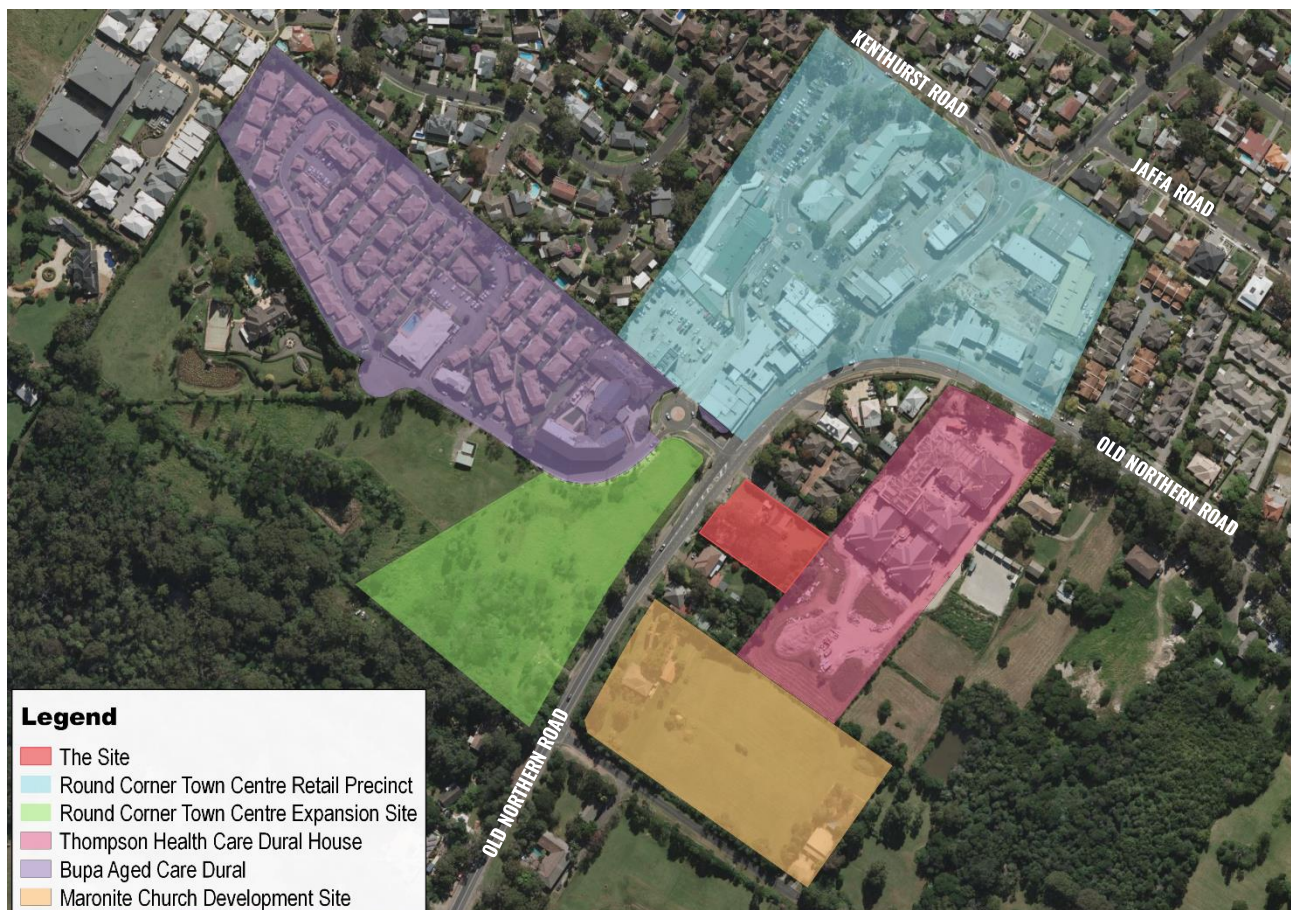 KENTHURST ROAD
JAFFA ROAD
OLD NORTHERN ROAD
OLD NORTHERN ROAD
Legend
The Site
Round Corner Town Centre Retail Precinct
Round Corner Town Centre Expansion Site
Thompson Health Care Dural House
Bupa Aged Care Dural
Maronite Church Development Site